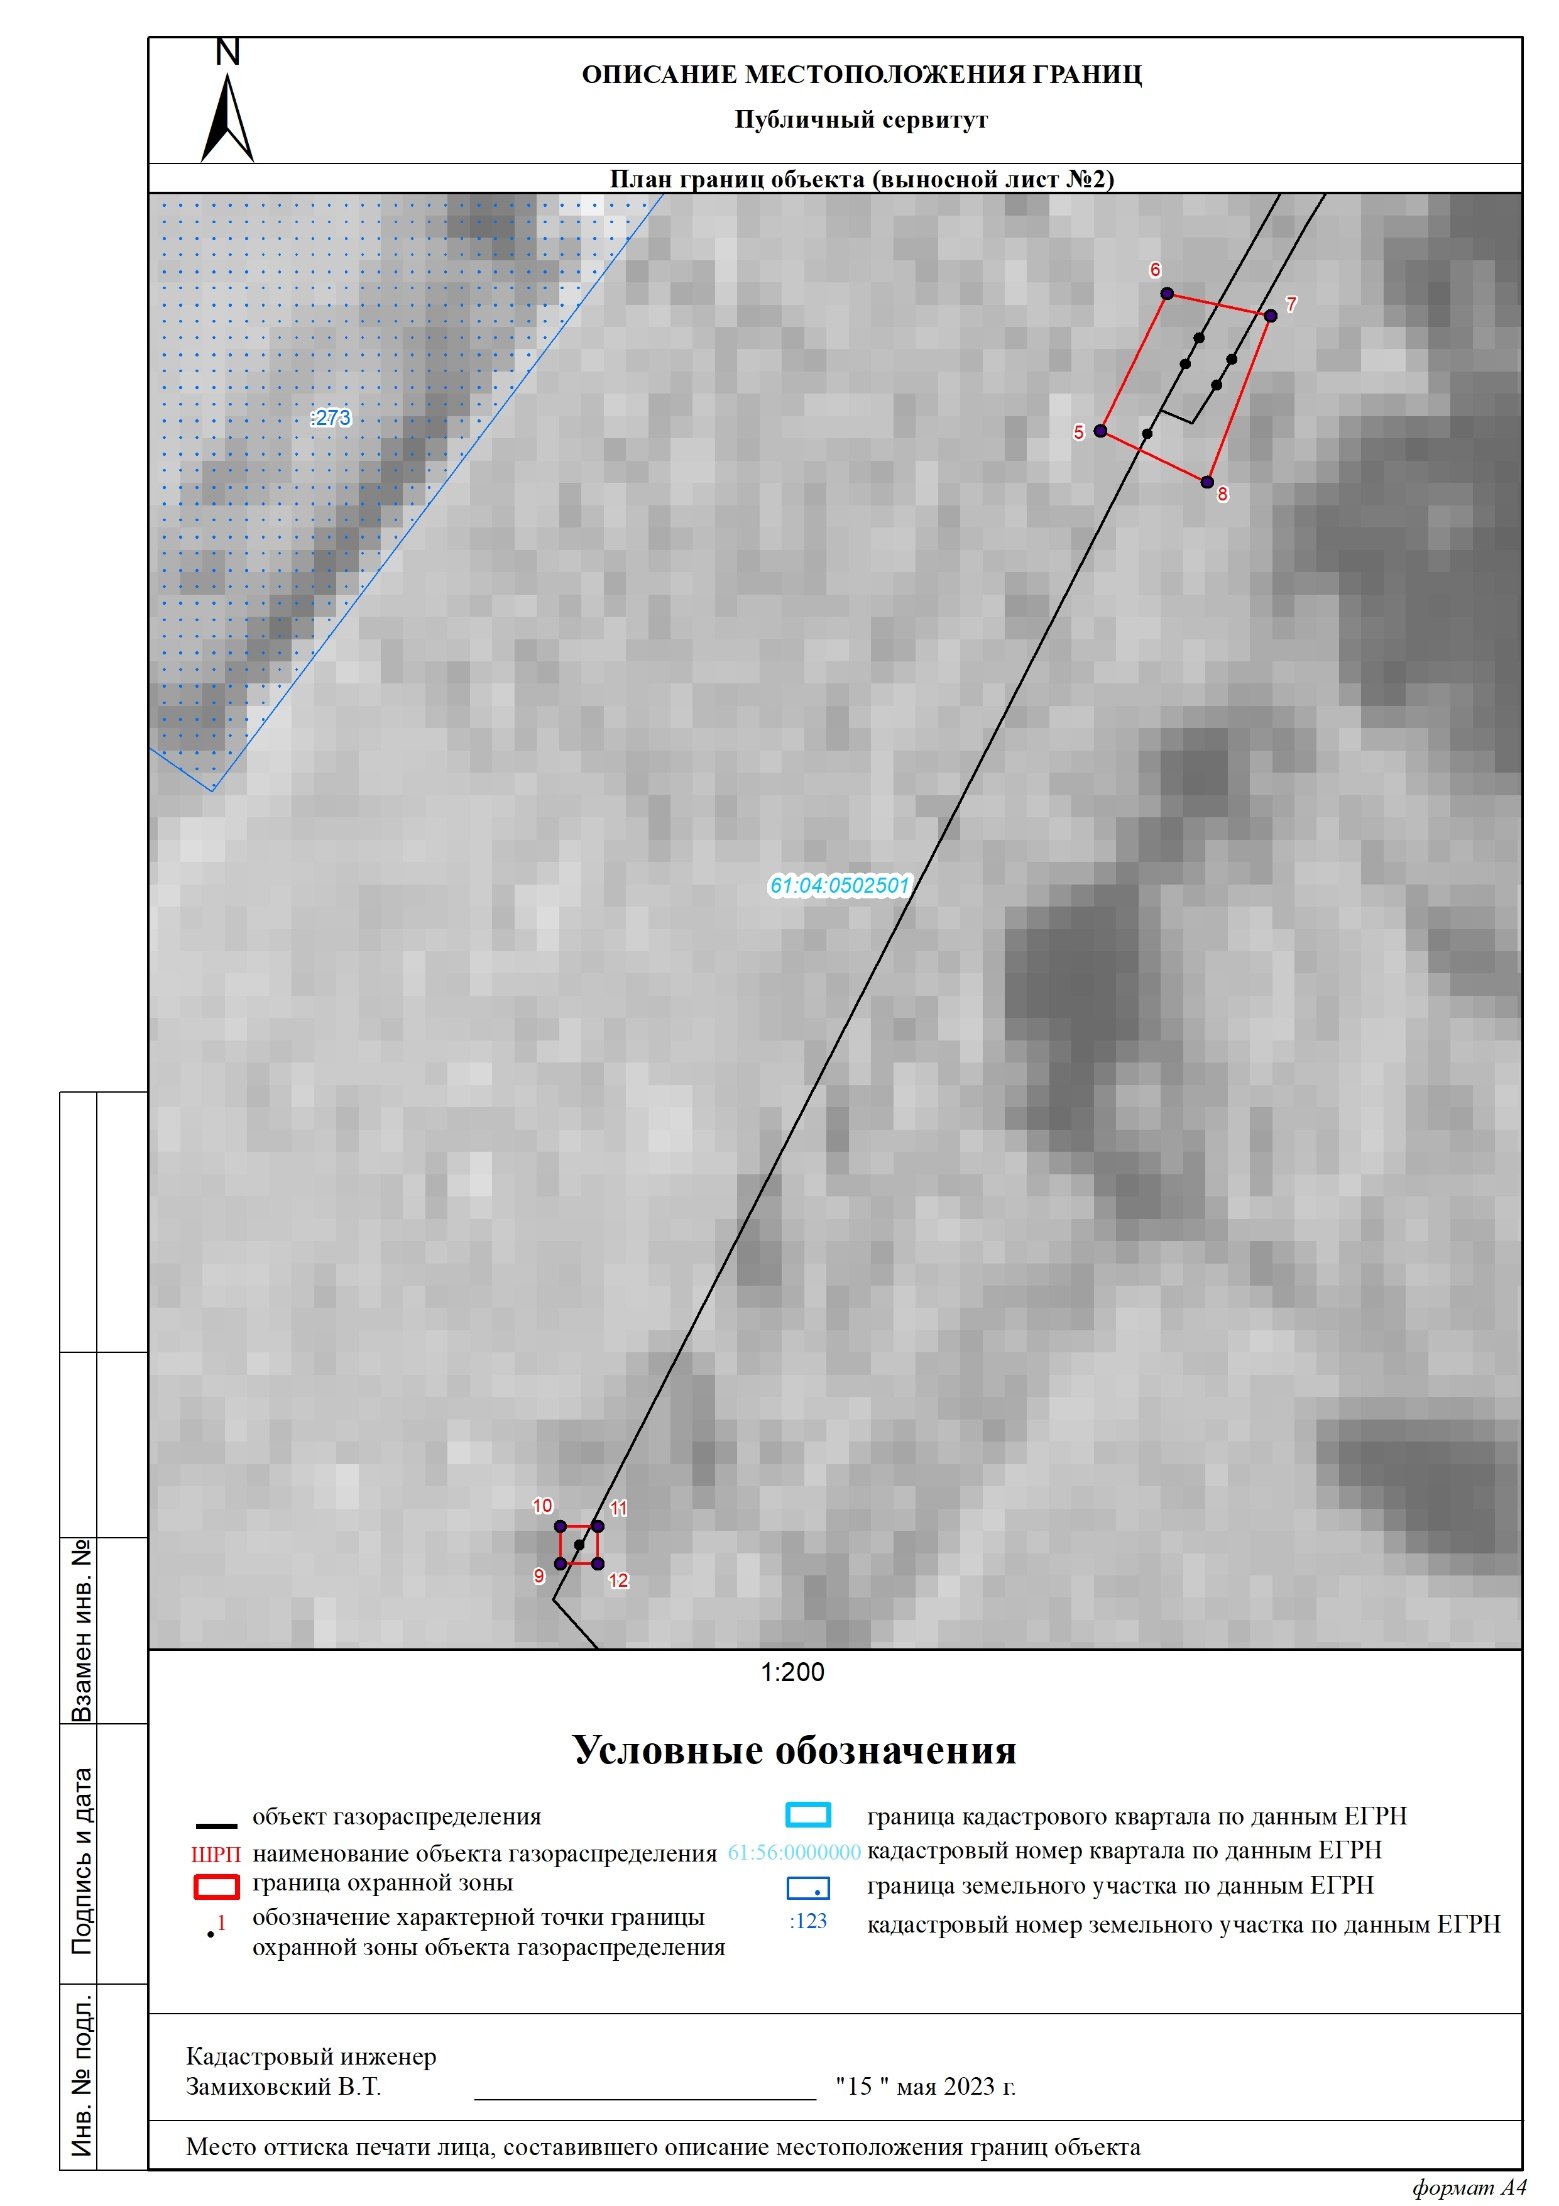 N
ОПИСАНИЕ МЕСТОПОЛОЖЕНИЯ ГРАНИЦ
Публичный сервитут
План границ объекта (выносной лист №2)
6
7
:273
5
8
61:04:0502501
10
11
9
12
1:200
Условные обозначения
объект газораспределения
граница кадастрового квартала по данным ЕГРН
ШРП наименование объекта газораспределения
61:56:0000000 кадастровый номер квартала по данным ЕГРН
граница охранной зоны
граница земельного участка по данным ЕГРН
1 обозначение характерной точки границы
охранной зоны объекта газораспределения
:123 кадастровый номер земельного участка по данным ЕГРН
Взамен инв. №
Подпись и дата
Инв. № подл.
Кадастровый инженер
Замиховский В.Т. "15 " мая 2023 г.
Место оттиска печати лица, составившего описание местоположения границ объекта
формат А4